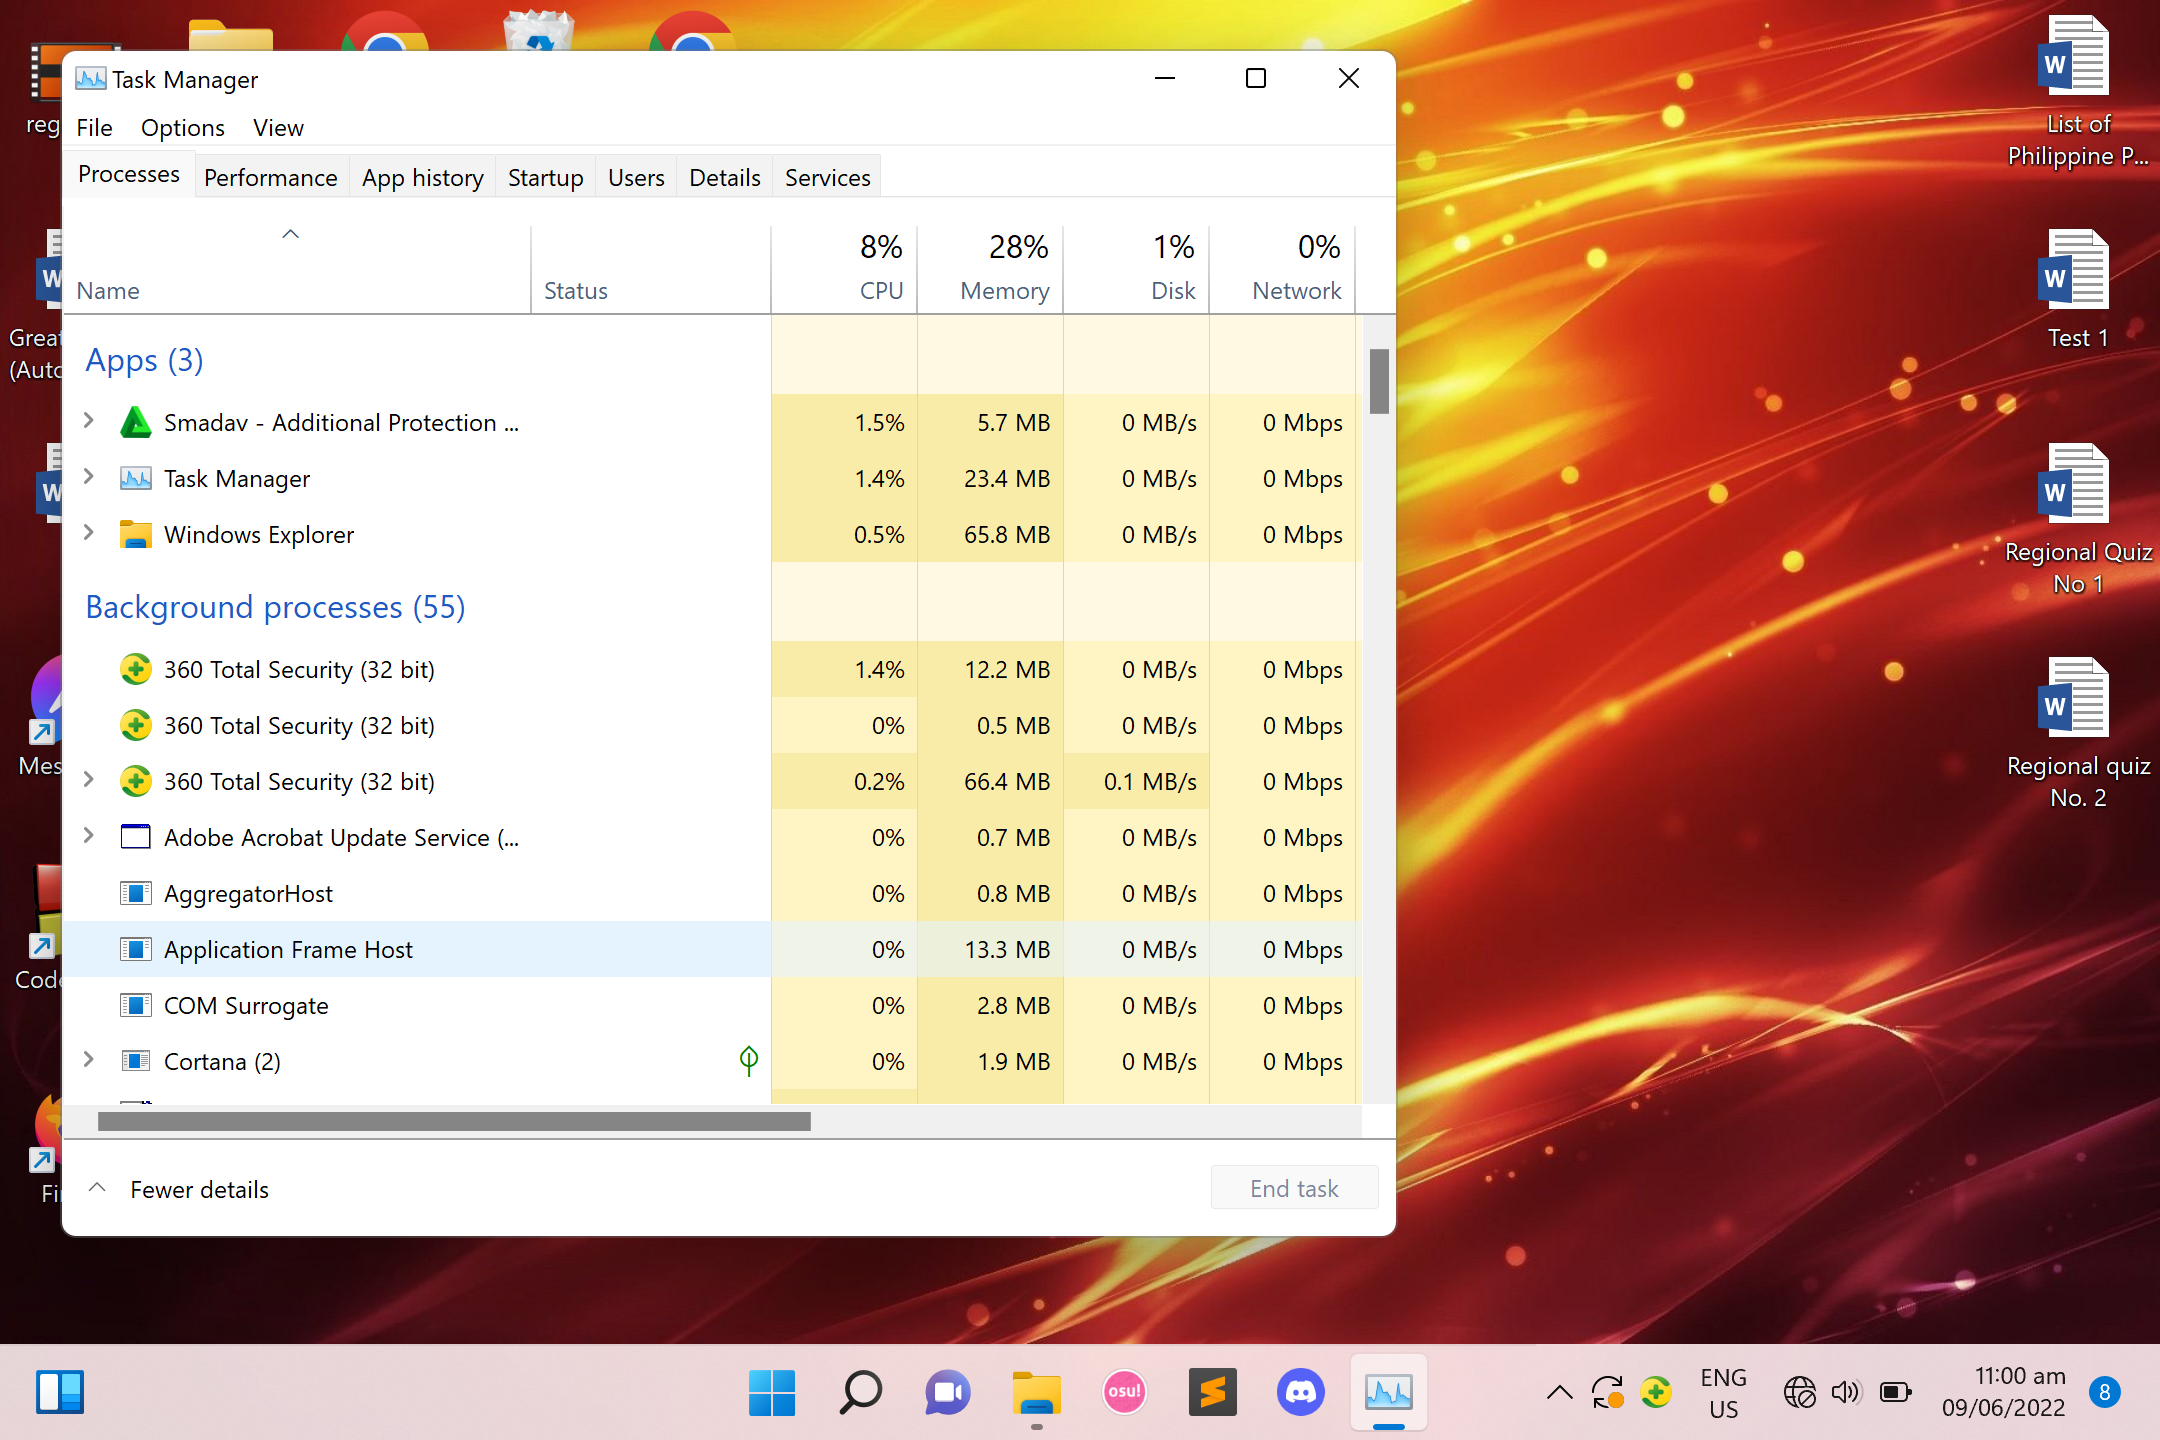 Task Manager
File Options View
Processes Performance App history Startup Users Details Services
8% 28% 1% 0%
Name Status CPU Memory Disk Network
Apps (3)
Smadav - Additional Protection ... 1.5% 5.7 MB 0 MB/s 0 Mbps
Task Manager 1.4% 23.4 MB 0 MB/s 0 Mbps
Windows Explorer 0.5% 65.8 MB 0 MB/s 0 Mbps
Background processes (55)
360 Total Security (32 bit) 1.4% 12.2 MB 0 MB/s 0 Mbps
360 Total Security (32 bit) 0% 0.5 MB 0 MB/s 0 Mbps
360 Total Security (32 bit) 0.2% 66.4 MB 0.1 MB/s 0 Mbps
Adobe Acrobat Update Service (... 0% 0.7 MB 0 MB/s 0 Mbps
AggregatorHost 0% 0.8 MB 0 MB/s 0 Mbps
Application Frame Host 0% 13.3 MB 0 MB/s 0 Mbps
COM Surrogate 0% 2.8 MB 0 MB/s 0 Mbps
Cortana (2) 0% 1.9 MB 0 MB/s 0 Mbps
Fewer details End task
reg
W
Great
(Auto
W
Mes
Code
Fi
W
List of
Philippine P...
W
Test 1
W
Regional Quiz
No 1
W
Regional quiz
No. 2
osu!
ENG
US
11:00 am
09/06/2022
8